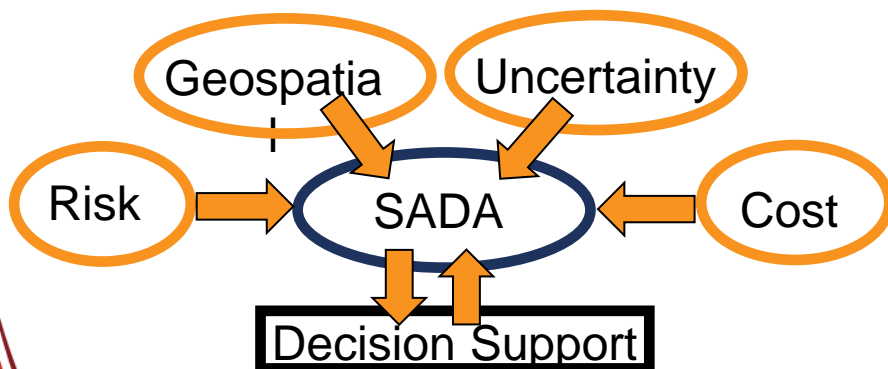 Geospatia
l
Uncertainty
Risk
SADA
Cost
Decision Support